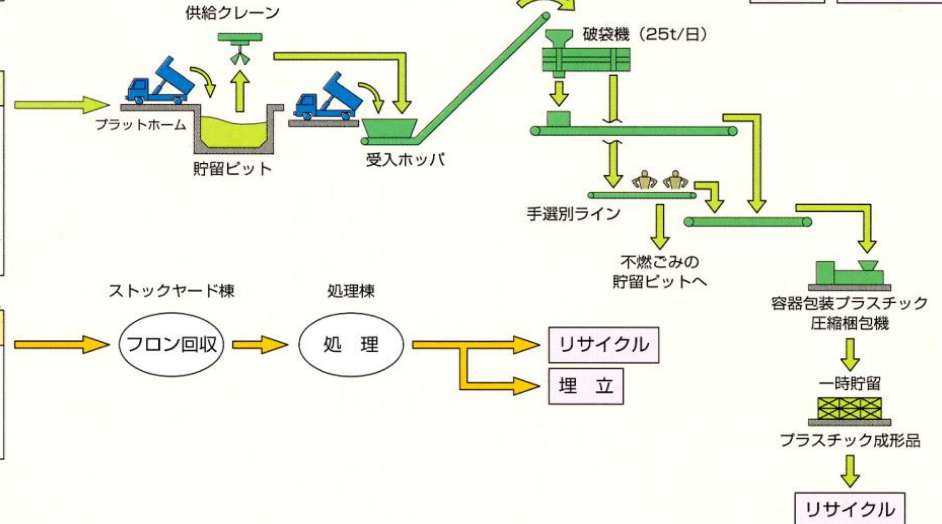 供給クレーン
破袋機（25t/日）
プラットホーム
貯留ピット
受入ホッパ
手選別ライン
不燃ごみの
貯留ピットへ
容器包装プラスチック
圧縮梱包機
一時貯留
プラスチック成形品
リサイクル
ストックヤード棟
処理棟
フロン回収
処　理
リサイクル
埋　立